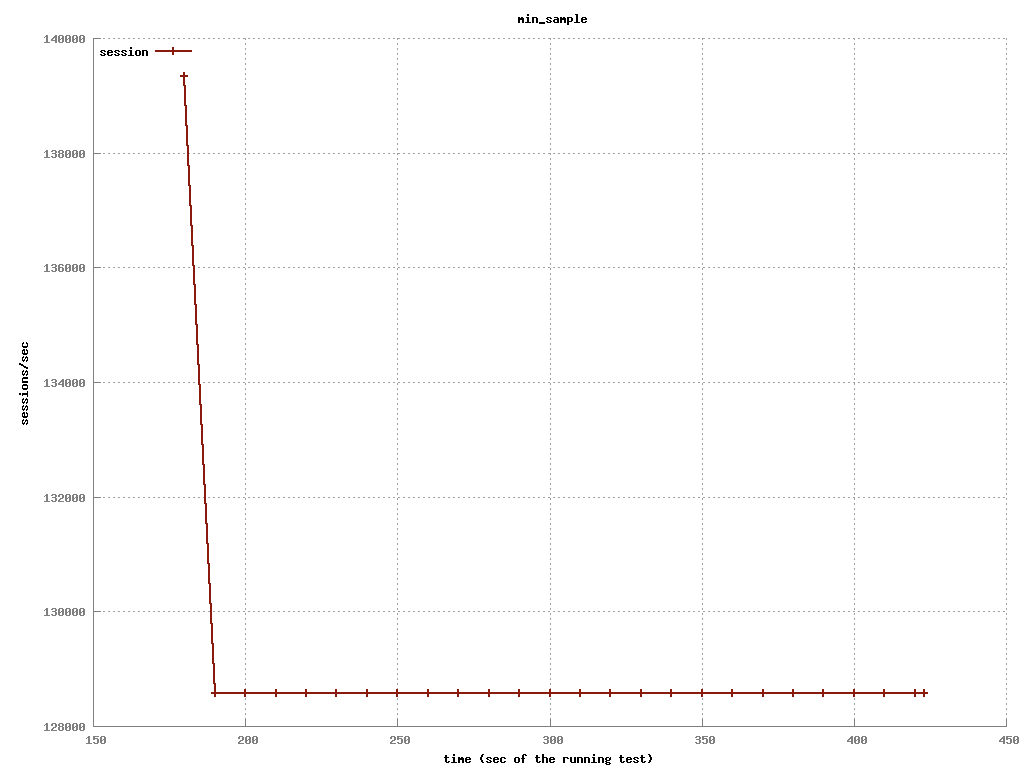 min_sample
140000
session
138000
136000
134000
sessions/sec
132000
130000
128000
150 200 250 300 350 400 450
time (sec of the running test)